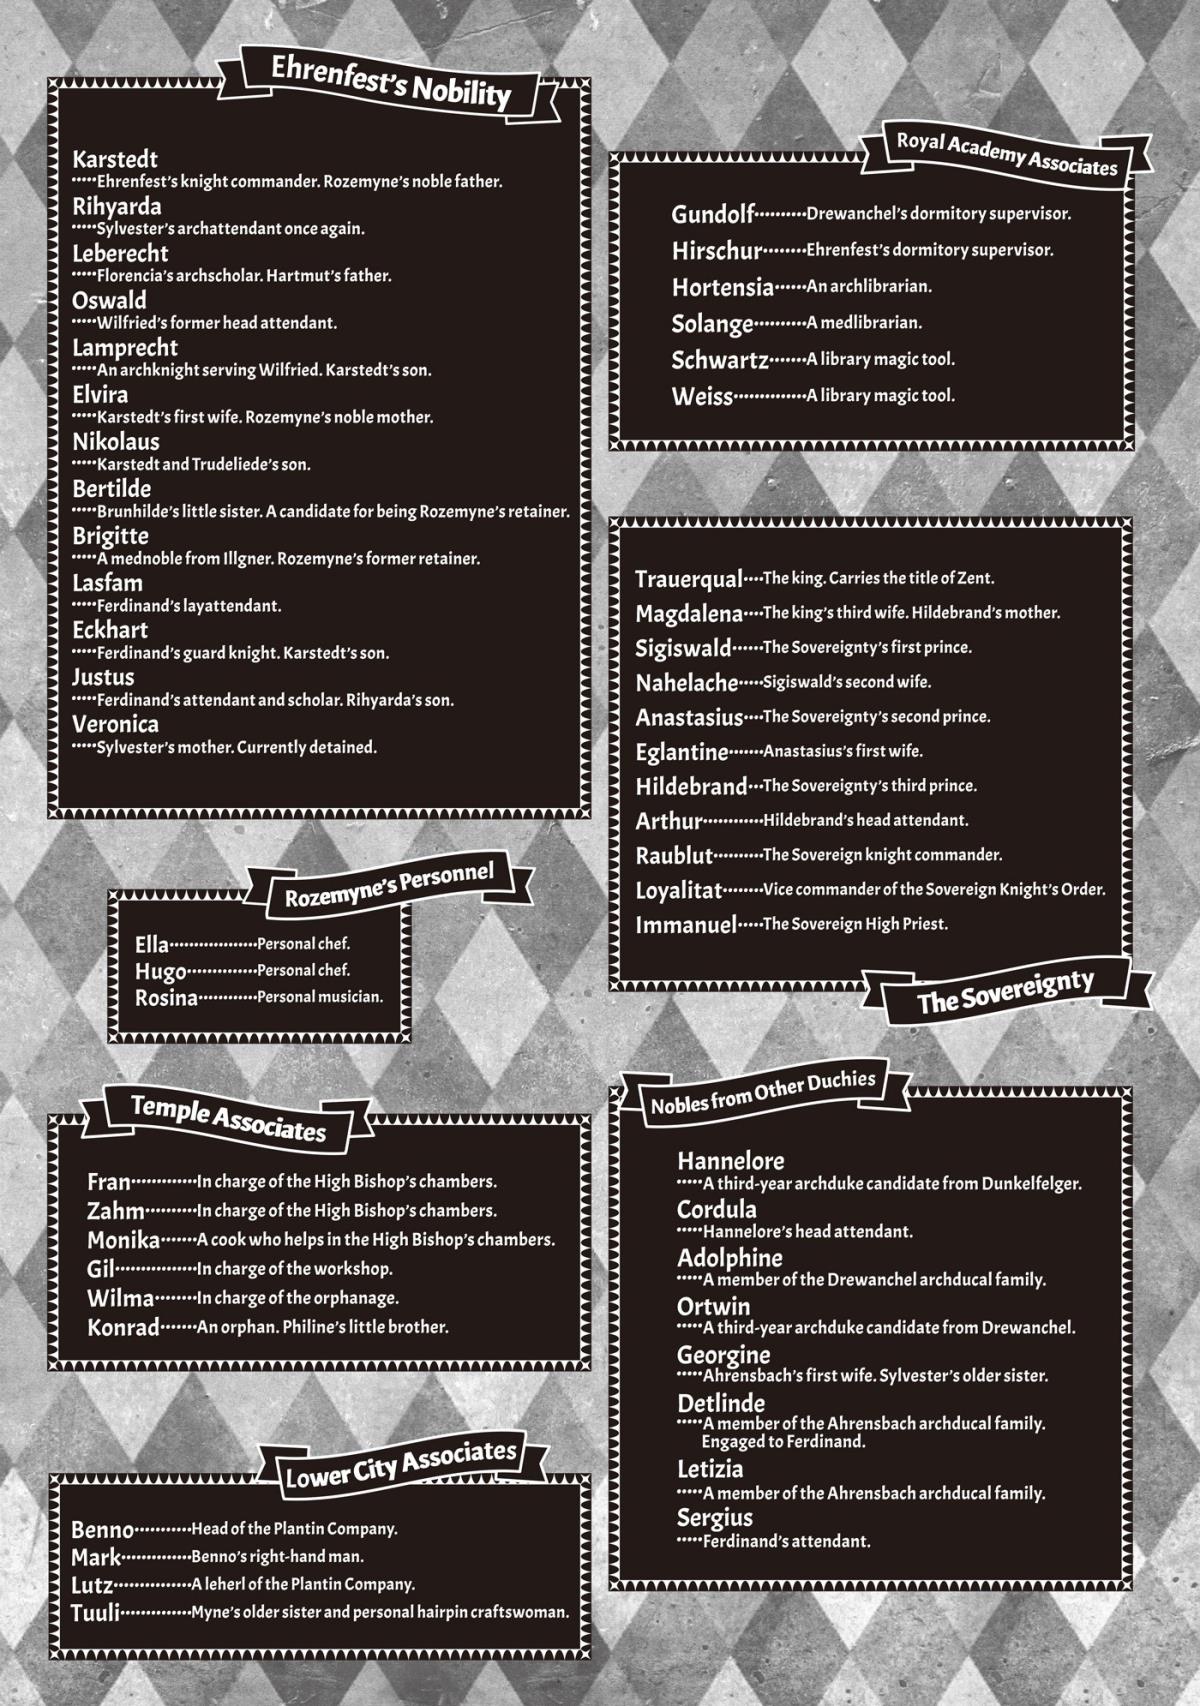 Ehrenfest's Nobility
Karstedt
·····Ehrenfest's knight commander. Rozemyne's noble father.
Rihyarda
·····Sylvester's archattendant once again.
Leberecht
·····Florencia's archscholar. Hartmut's father.
Oswald
·····Wilfried's former head attendant.
Lamprecht
·····An archknight serving Wilfried. Karstedt's son.
Elvira
·····Karstedt's first wife. Rozemyne's noble mother.
Nikolaus
·····Karstedt and Trudeliede's son.
Bertilde
·····Brunhilde's little sister. A candidate for being Rozemyne's retainer.
Brigitte
·····A mednoble from Illgner. Rozemyne's former retainer.
Lasfam
·····Ferdinand's layattendant.
Eckhart
·····Ferdinand's guard knight. Karstedt's son.
Justus
·····Ferdinand's attendant and scholar. Rihyarda's son.
Veronica
·····Sylvester's mother. Currently detained.
Rozemyne's Personnel
Ella·················Personal chef.
Hugo·············Personal chef.
Rosina···········Personal musician.
Temple Associates
Fran·············In charge of the High Bishop's chambers.
Zahm··········In charge of the High Bishop's chambers.
Monika·······A cook who helps in the High Bishop's chambers.
Gil················In charge of the workshop.
Wilma········In charge of the orphanage.
Konrad·······An orphan. Philine's little brother.
Lower City Associates
Benno···········Head of the Plantin Company.
Mark·············Benno's right-hand man.
Lutz···············A leherl of the Plantin Company.
Tuuli··············Myne's older sister and personal hairpin craftswoman.
Royal Academy Associates
Gundolf··········Drewanchel's dormitory supervisor.
Hirschur········Ehrenfest's dormitory supervisor.
Hortensia······An archlibrarian.
Solange··········A medlibrarian.
Schwartz·······A library magic tool.
Weiss··············A library magic tool.
Trauerqual····The king. Carries the title of Zent.
Magdalena····The king's third wife. Hildebrand's mother.
Sigiswald······The Sovereignty's first prince.
Nahelache·····Sigiswald's second wife.
Anastasius····The Sovereignty's second prince.
Eglantine·······Anastasius's first wife.
Hildebrand···The Sovereignty's third prince.
Arthur············Hildebrand's head attendant.
Raublut··········The Sovereign knight commander.
Loyalitat········Vice commander of the Sovereign Knight's Order.
Immanuel·····The Sovereign High Priest.
The Sovereignty
Nobles from Other Duchies
Hannelore
·····A third-year archduke candidate from Dunkelfelger.
Cordula
·····Hannelore's head attendant.
Adolphine
·····A member of the Drewanchel archducal family.
Ortwin
·····A third-year archduke candidate from Drewanchel.
Georgine
·····Ahrensbach's first wife. Sylvester's older sister.
Detlinde
·····A member of the Ahrensbach archducal family.
Engaged to Ferdinand.
Letizia
·····A member of the Ahrensbach archducal family.
Sergius
·····Ferdinand's attendant.